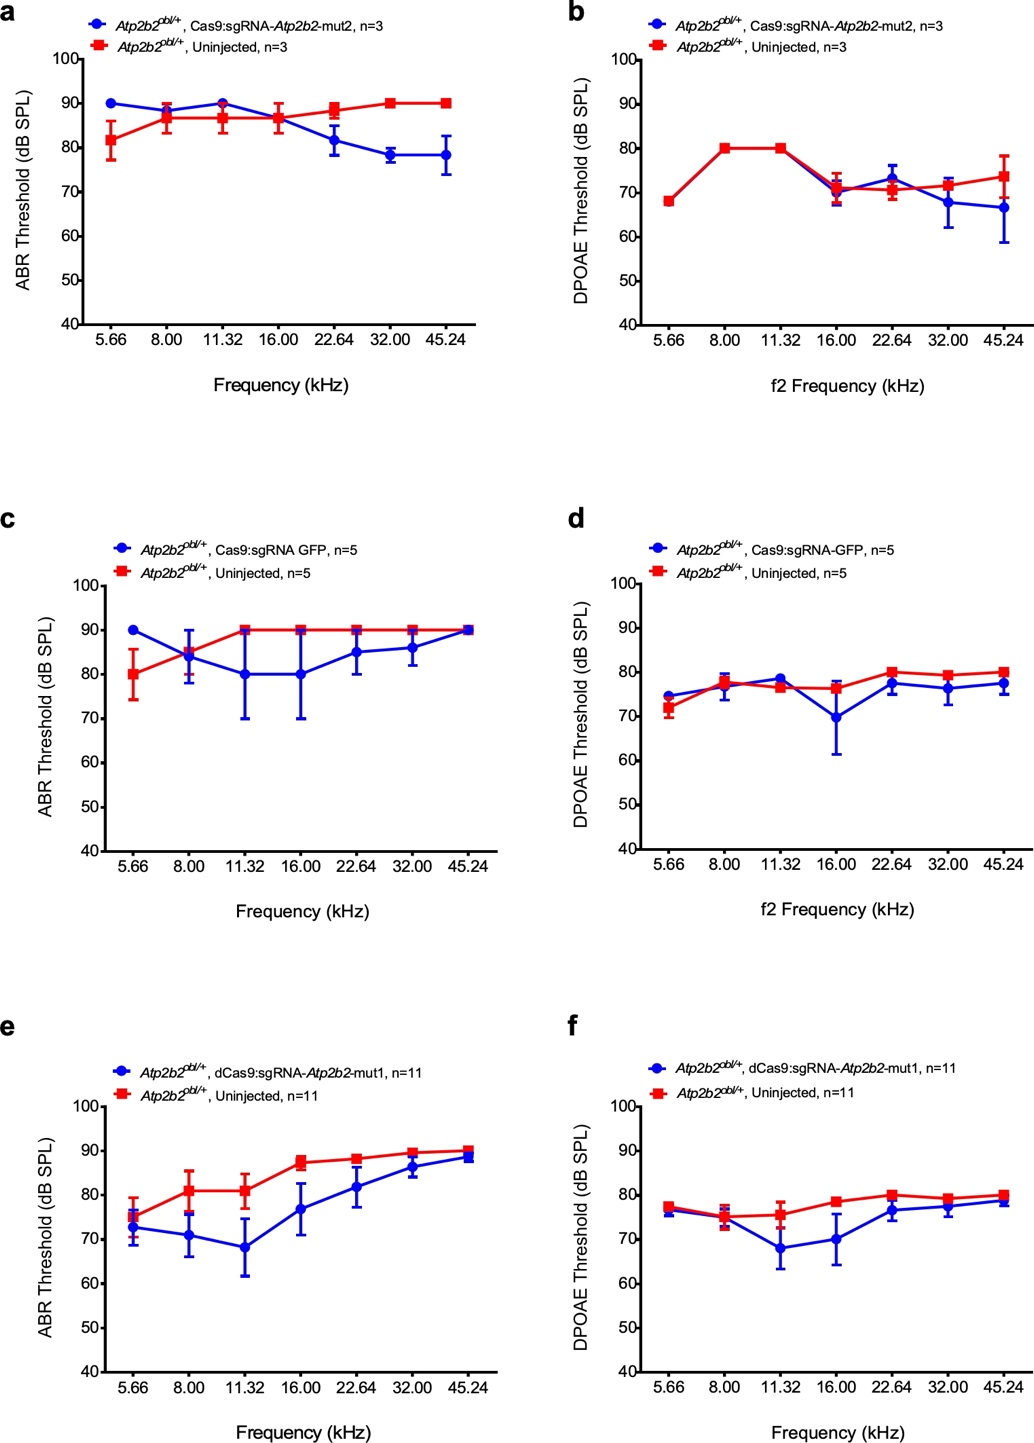 a
Atp2b2obl/+, Cas9:sgRNA-Atp2b2-mut2, n=3
Atp2b2obl/+, Uninjected, n=3
100
90
80
70
60
50
40
ABR Threshold (dB SPL)
5.66 8.00 11.32 16.00 22.64 32.00 45.24
Frequency (kHz)
b
Atp2b2obl/+, Cas9:sgRNA-Atp2b2-mut2, n=3
Atp2b2obl/+, Uninjected, n=3
100
90
80
70
60
50
40
DPOAE Threshold (dB SPL)
5.66 8.00 11.32 16.00 22.64 32.00 45.24
f2 Frequency (kHz)
c
Atp2b2obl/+, Cas9:sgRNA GFP, n=5
Atp2b2obl/+, Uninjected, n=5
100
90
80
70
60
50
40
ABR Threshold (dB SPL)
5.66 8.00 11.32 16.00 22.64 32.00 45.24
Frequency (kHz)
d
Atp2b2obl/+, Cas9:sgRNA-GFP, n=5
Atp2b2obl/+, Uninjected, n=5
100
90
80
70
60
50
40
DPOAE Threshold (dB SPL)
5.66 8.00 11.32 16.00 22.64 32.00 45.24
f2 Frequency (kHz)
e
Atp2b2obl/+, dCas9:sgRNA-Atp2b2-mut1, n=11
Atp2b2obl/+, Uninjected, n=11
100
90
80
70
60
50
40
ABR Threshold (dB SPL)
5.66 8.00 11.32 16.00 22.64 32.00 45.24
Frequency (kHz)
f
Atp2b2obl/+, dCas9:sgRNA-Atp2b2-mut1, n=11
Atp2b2obl/+, Uninjected, n=11
100
90
80
70
60
50
40
DPOAE Threshold (dB SPL)
5.66 8.00 11.32 16.00 22.64 32.00 45.24
Frequency (kHz)